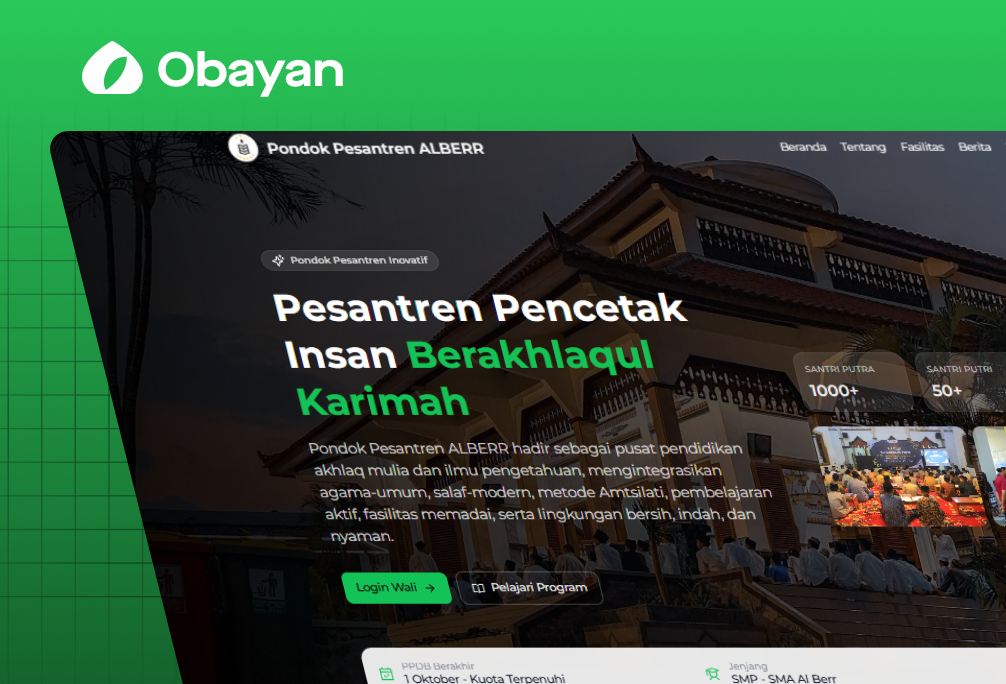 Obayan
Pondok Pesantren ALBERR
Beranda Tentang Fasilitas Berita
Pondok Pesantren Inovatif
Pesantren Pencetak
Insan Berakhlaqul
Karimah
Pondok Pesantren ALBERR hadir sebagai pusat pendidikan
akhlaq mulia dan ilmu pengetahuan, mengintegrasikan
agama-umum, salaf-modern, metode Amtsilati, pembelajaran
aktif, fasilitas memadai, serta lingkungan bersih, indah, dan
nyaman.
Login Wali →
Pelajari Program
SANTRI PUTRA
1000+
SANTRI PUTRI
50+
PPDB Berakhir
1 Oktober - Kuota Terpenuhi
Jenjang
SMP - SMA Al Berr